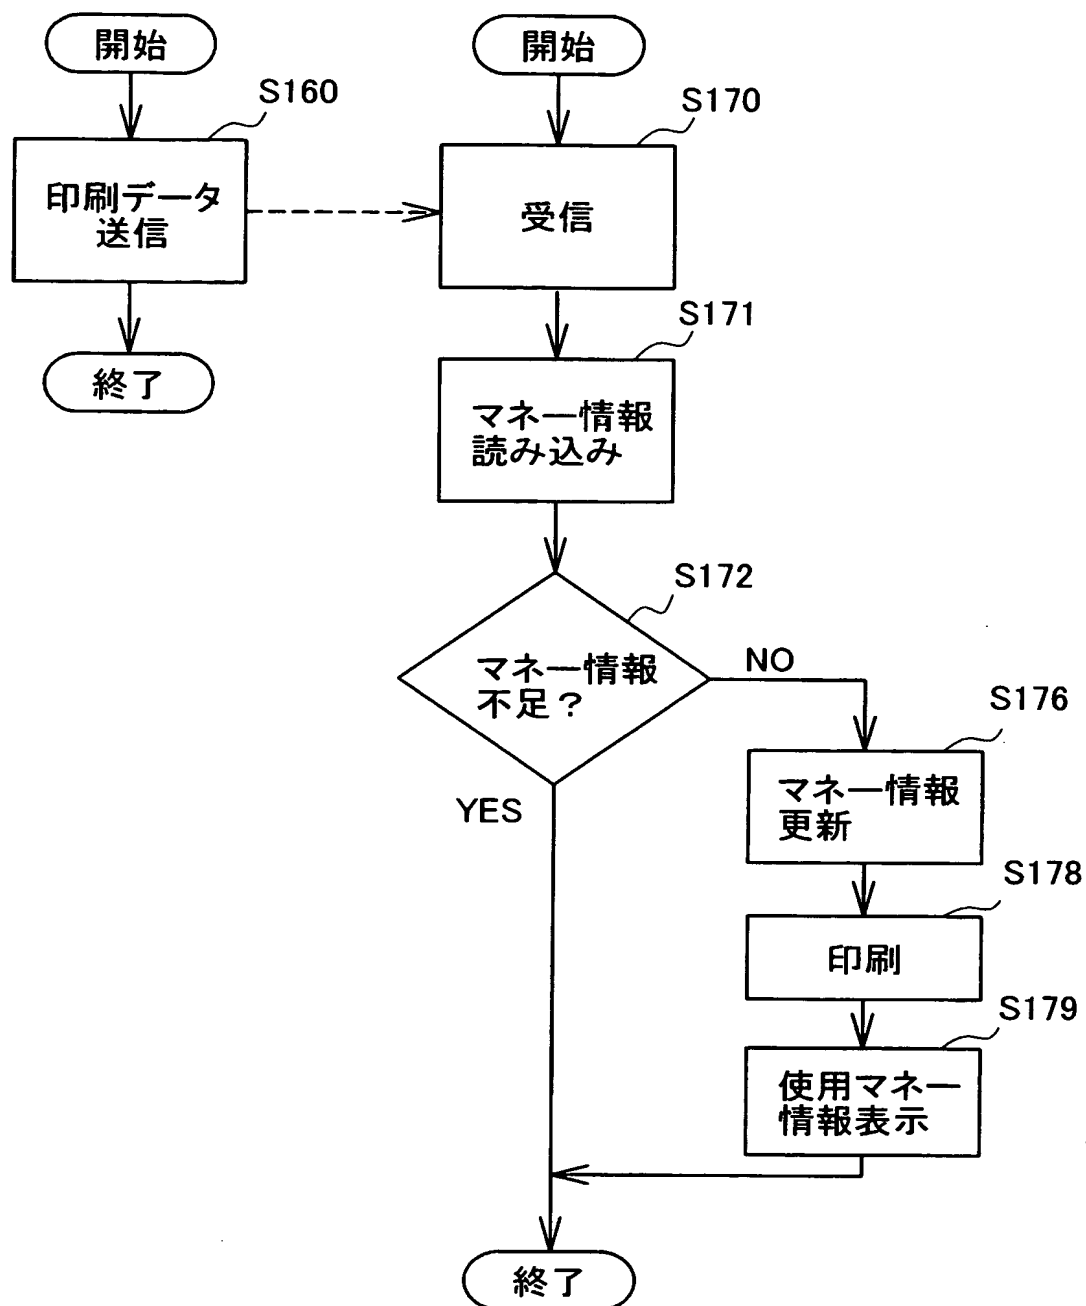 開始
S160
印刷データ
送信
終了
開始
S170
受信
S171
マネー情報
読み込み
S172
マネー情報
不足？
NO
YES
S176
マネー情報
更新
S178
印刷
S179
使用マネー
情報表示
終了